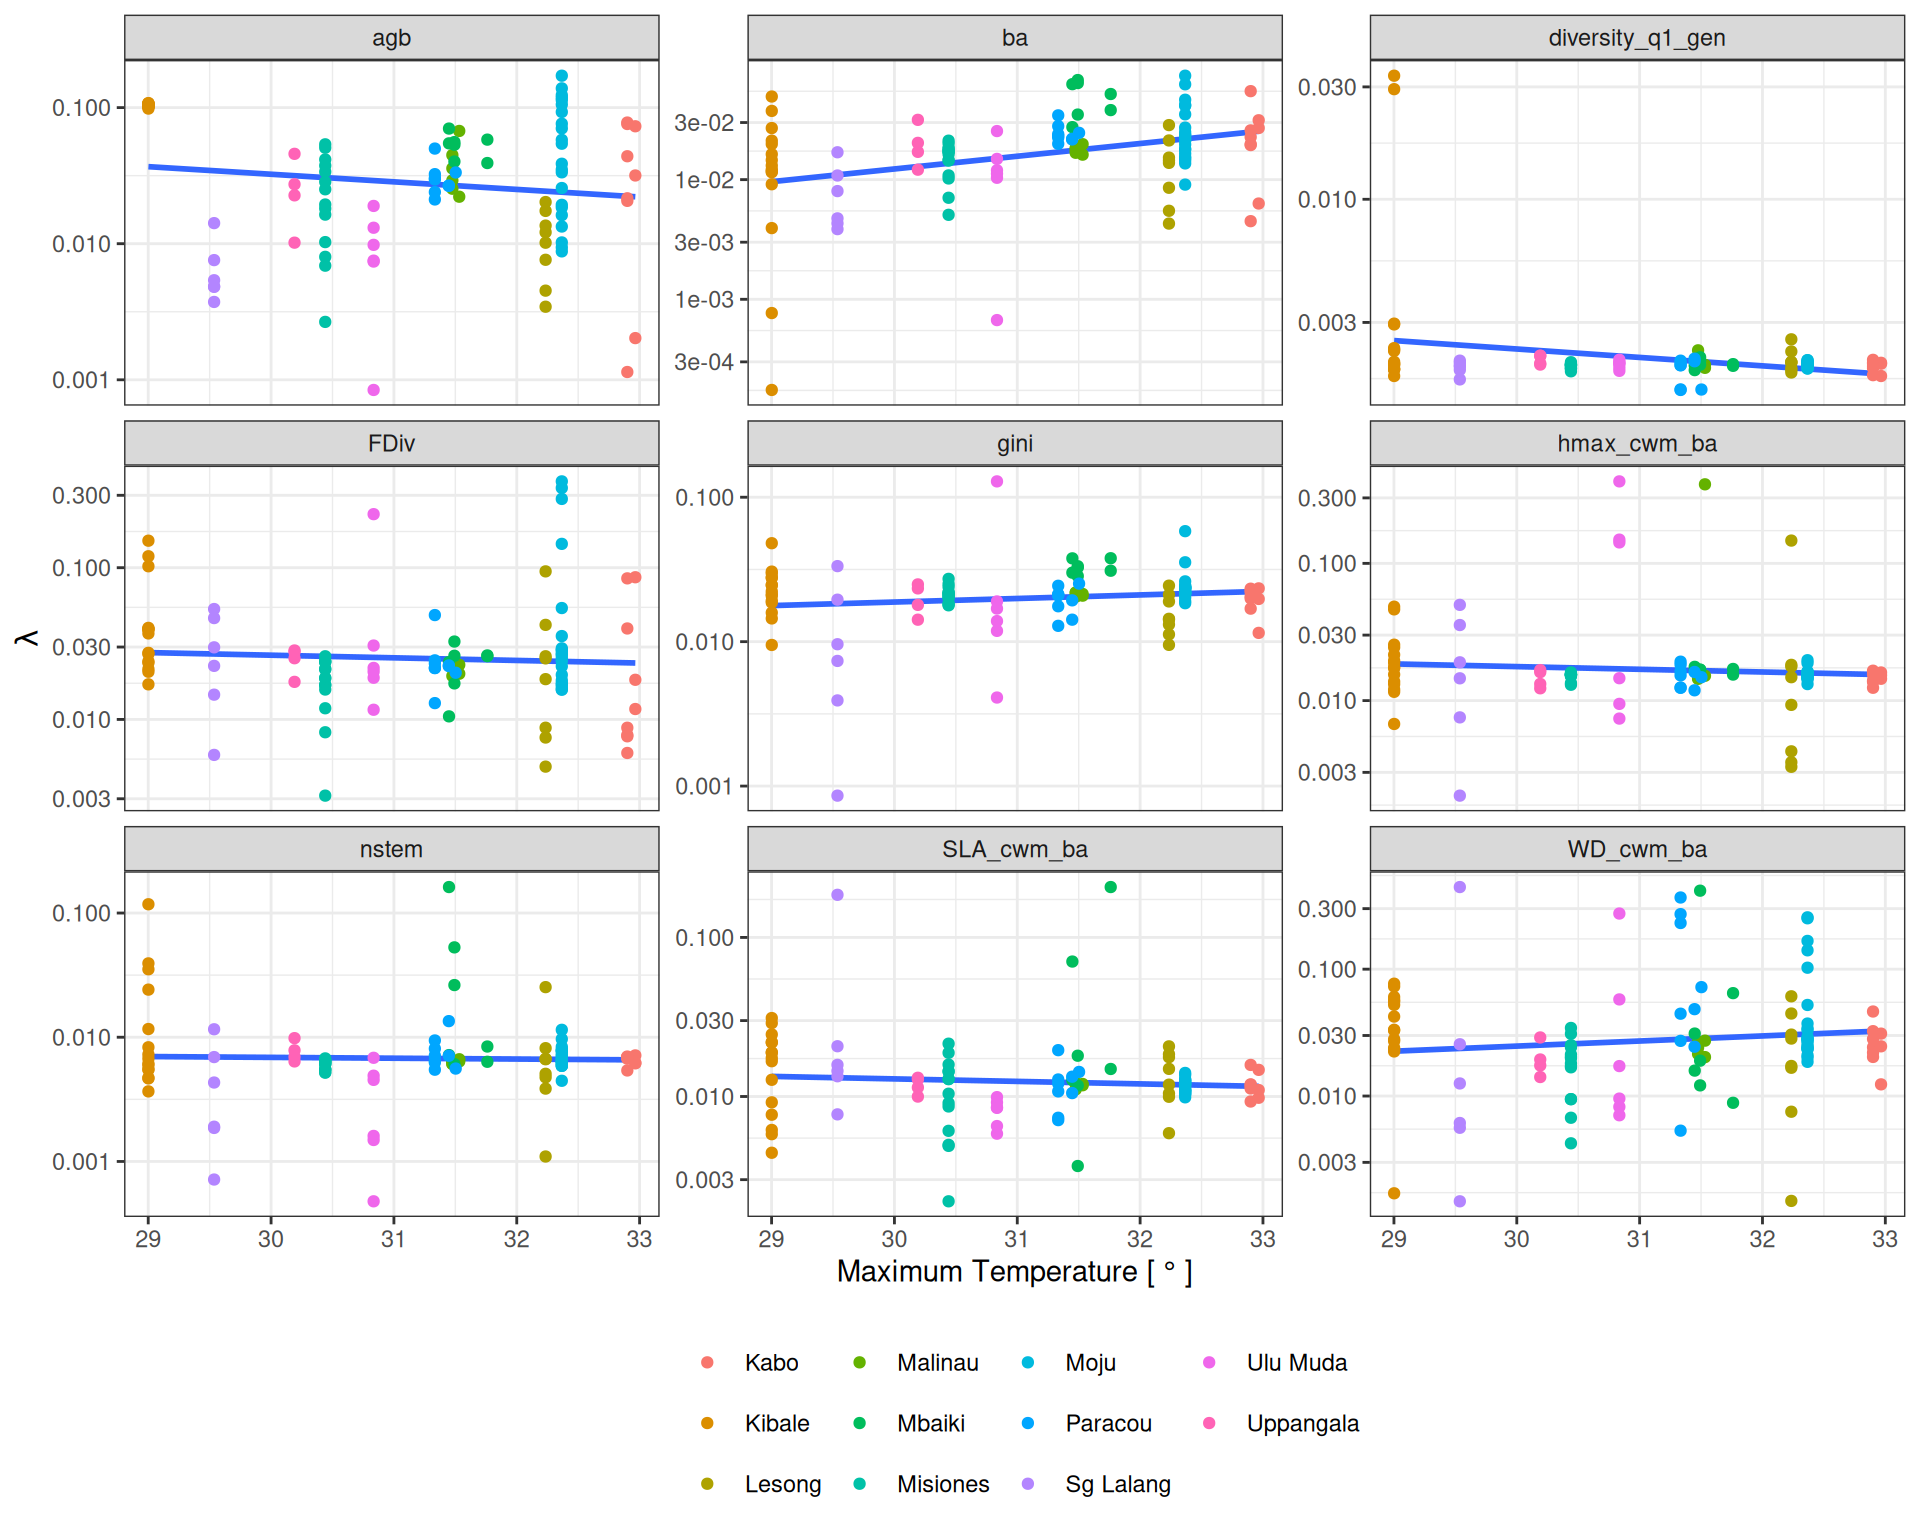 agb
ba
diversity_q1_gen
0.100
0.010
0.001
3e-02
1e-02
3e-03
1e-03
3e-04
0.030
0.010
0.003
FDiv
gini
hmax_cwm_ba
0.300
0.100
0.030
0.010
0.003
0.100
0.010
0.001
0.300
0.100
0.030
0.010
0.003
λ
nstem
SLA_cwm_ba
WD_cwm_ba
0.100
0.010
0.001
0.100
0.030
0.010
0.003
0.300
0.100
0.030
0.010
0.003
29 30 31 32 33
29 30 31 32 33
29 30 31 32 33
Maximum Temperature [ ° ]
Kabo Malinau Moju Ulu Muda
Kibale Mbaiki Paracou Uppangala
Lesong Misiones Sg Lalang